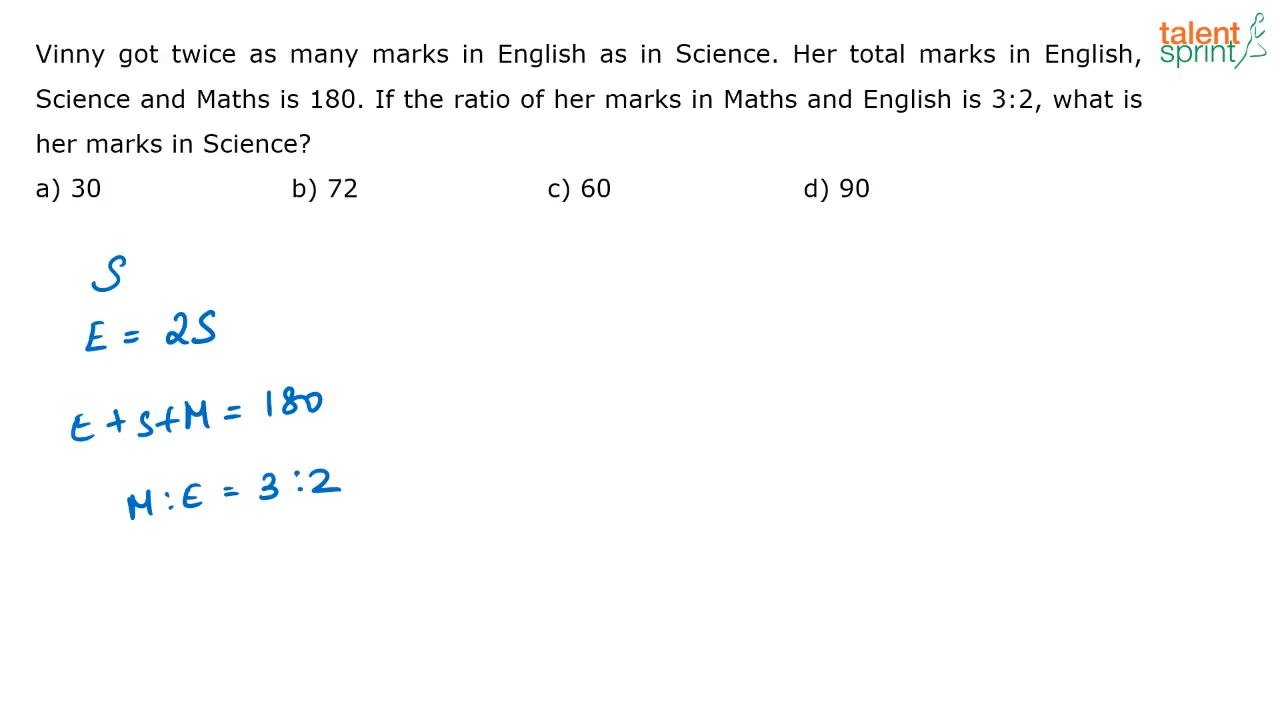 talent
sprint
Vinny got twice as many marks in English as in Science. Her total marks in English,
Science and Maths is 180. If the ratio of her marks in Maths and English is 3:2, what is
her marks in Science?
a) 30 b) 72 c) 60 d) 90
S
E = 2S
E + S + M = 180
M : E = 3 : 2